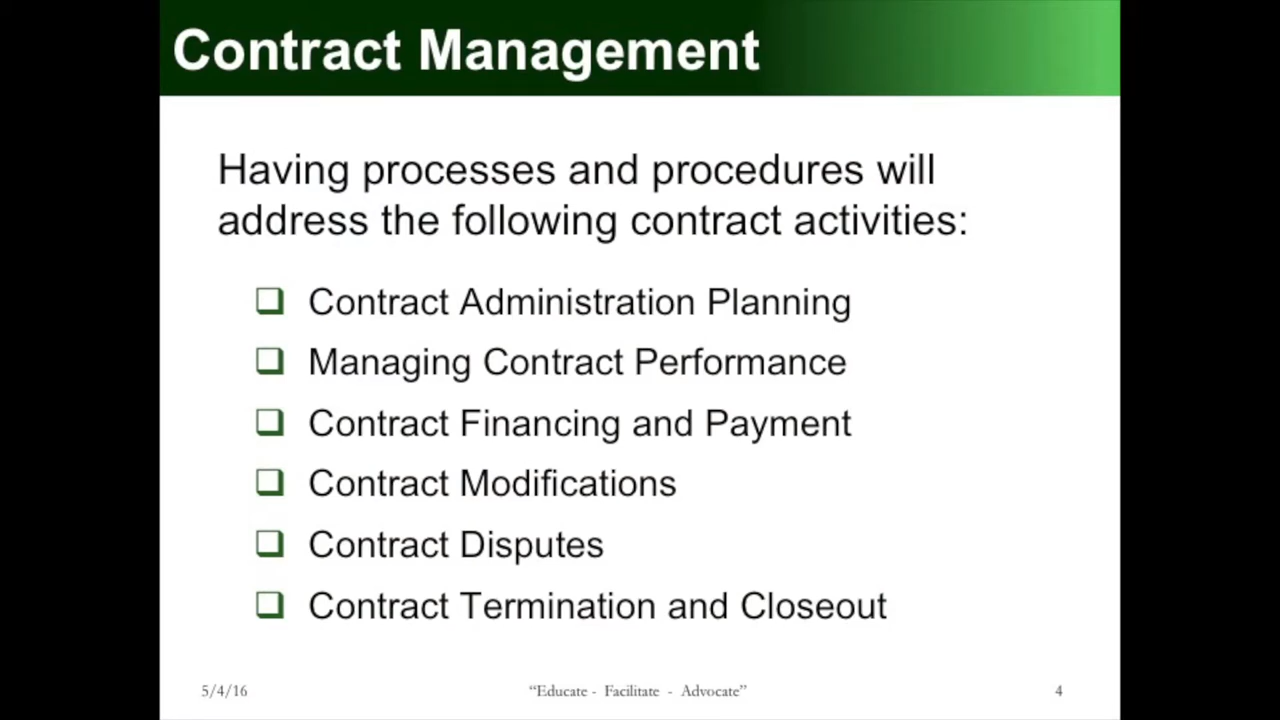 Contract Management
Having processes and procedures will
address the following contract activities:
Contract Administration Planning
Managing Contract Performance
Contract Financing and Payment
Contract Modifications
Contract Disputes
Contract Termination and Closeout
5/4/16
“Educate - Facilitate - Advocate”
4